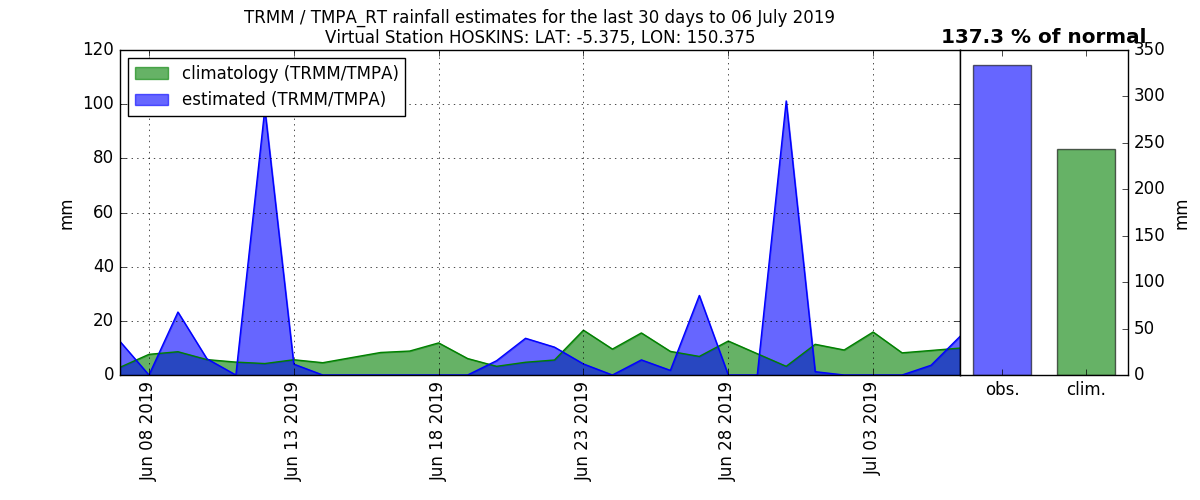 TRMM / TMPA_RT rainfall estimates for the last 30 days to 06 July 2019
Virtual Station HOSKINS: LAT: -5.375, LON: 150.375
137.3 % of normal
climatology (TRMM/TMPA)
estimated (TRMM/TMPA)
120
100
80
60
40
20
0
mm
Jun 08 2019
Jun 13 2019
Jun 18 2019
Jun 23 2019
Jun 28 2019
Jul 03 2019
obs.
clim.
350
300
250
200
150
100
50
0
mm